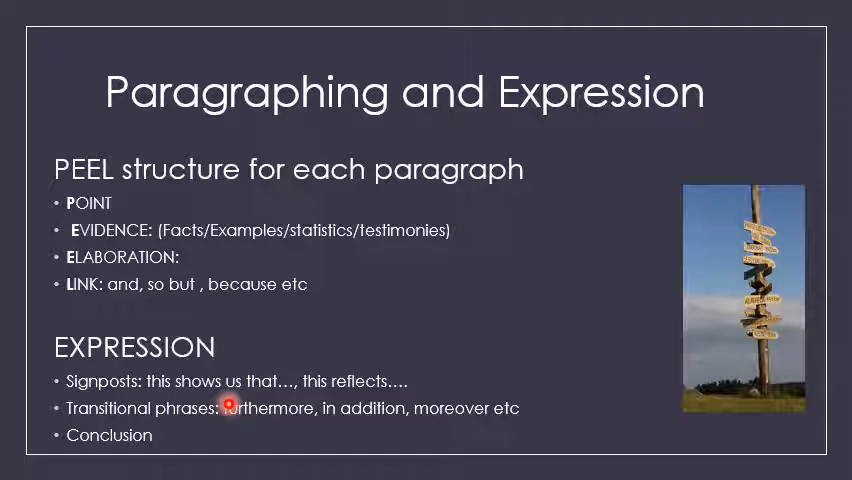 Paragraphing and Expression
PEEL structure for each paragraph
• POINT
• EVIDENCE: (Facts/Examples/statistics/testimonies)
• ELABORATION:
• LINK: and, so but , because etc
EXPRESSION
• Signposts: this shows us that…, this reflects….
• Transitional phrases: furthermore, in addition, moreover etc
• Conclusion